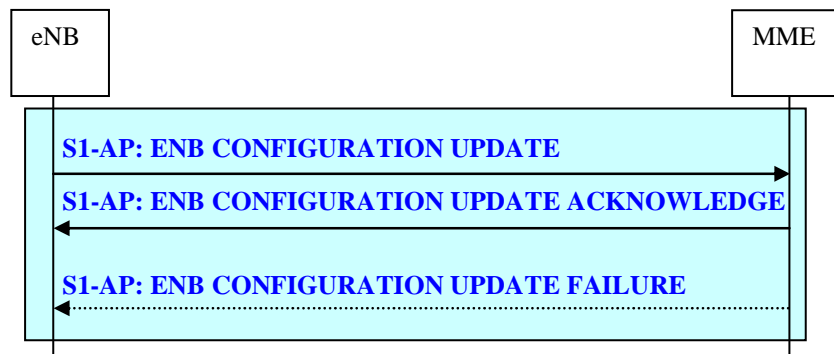 eNB
MME
S1-AP: ENB CONFIGURATION UPDATE
S1-AP: ENB CONFIGURATION UPDATE ACKNOWLEDGE
S1-AP: ENB CONFIGURATION UPDATE FAILURE